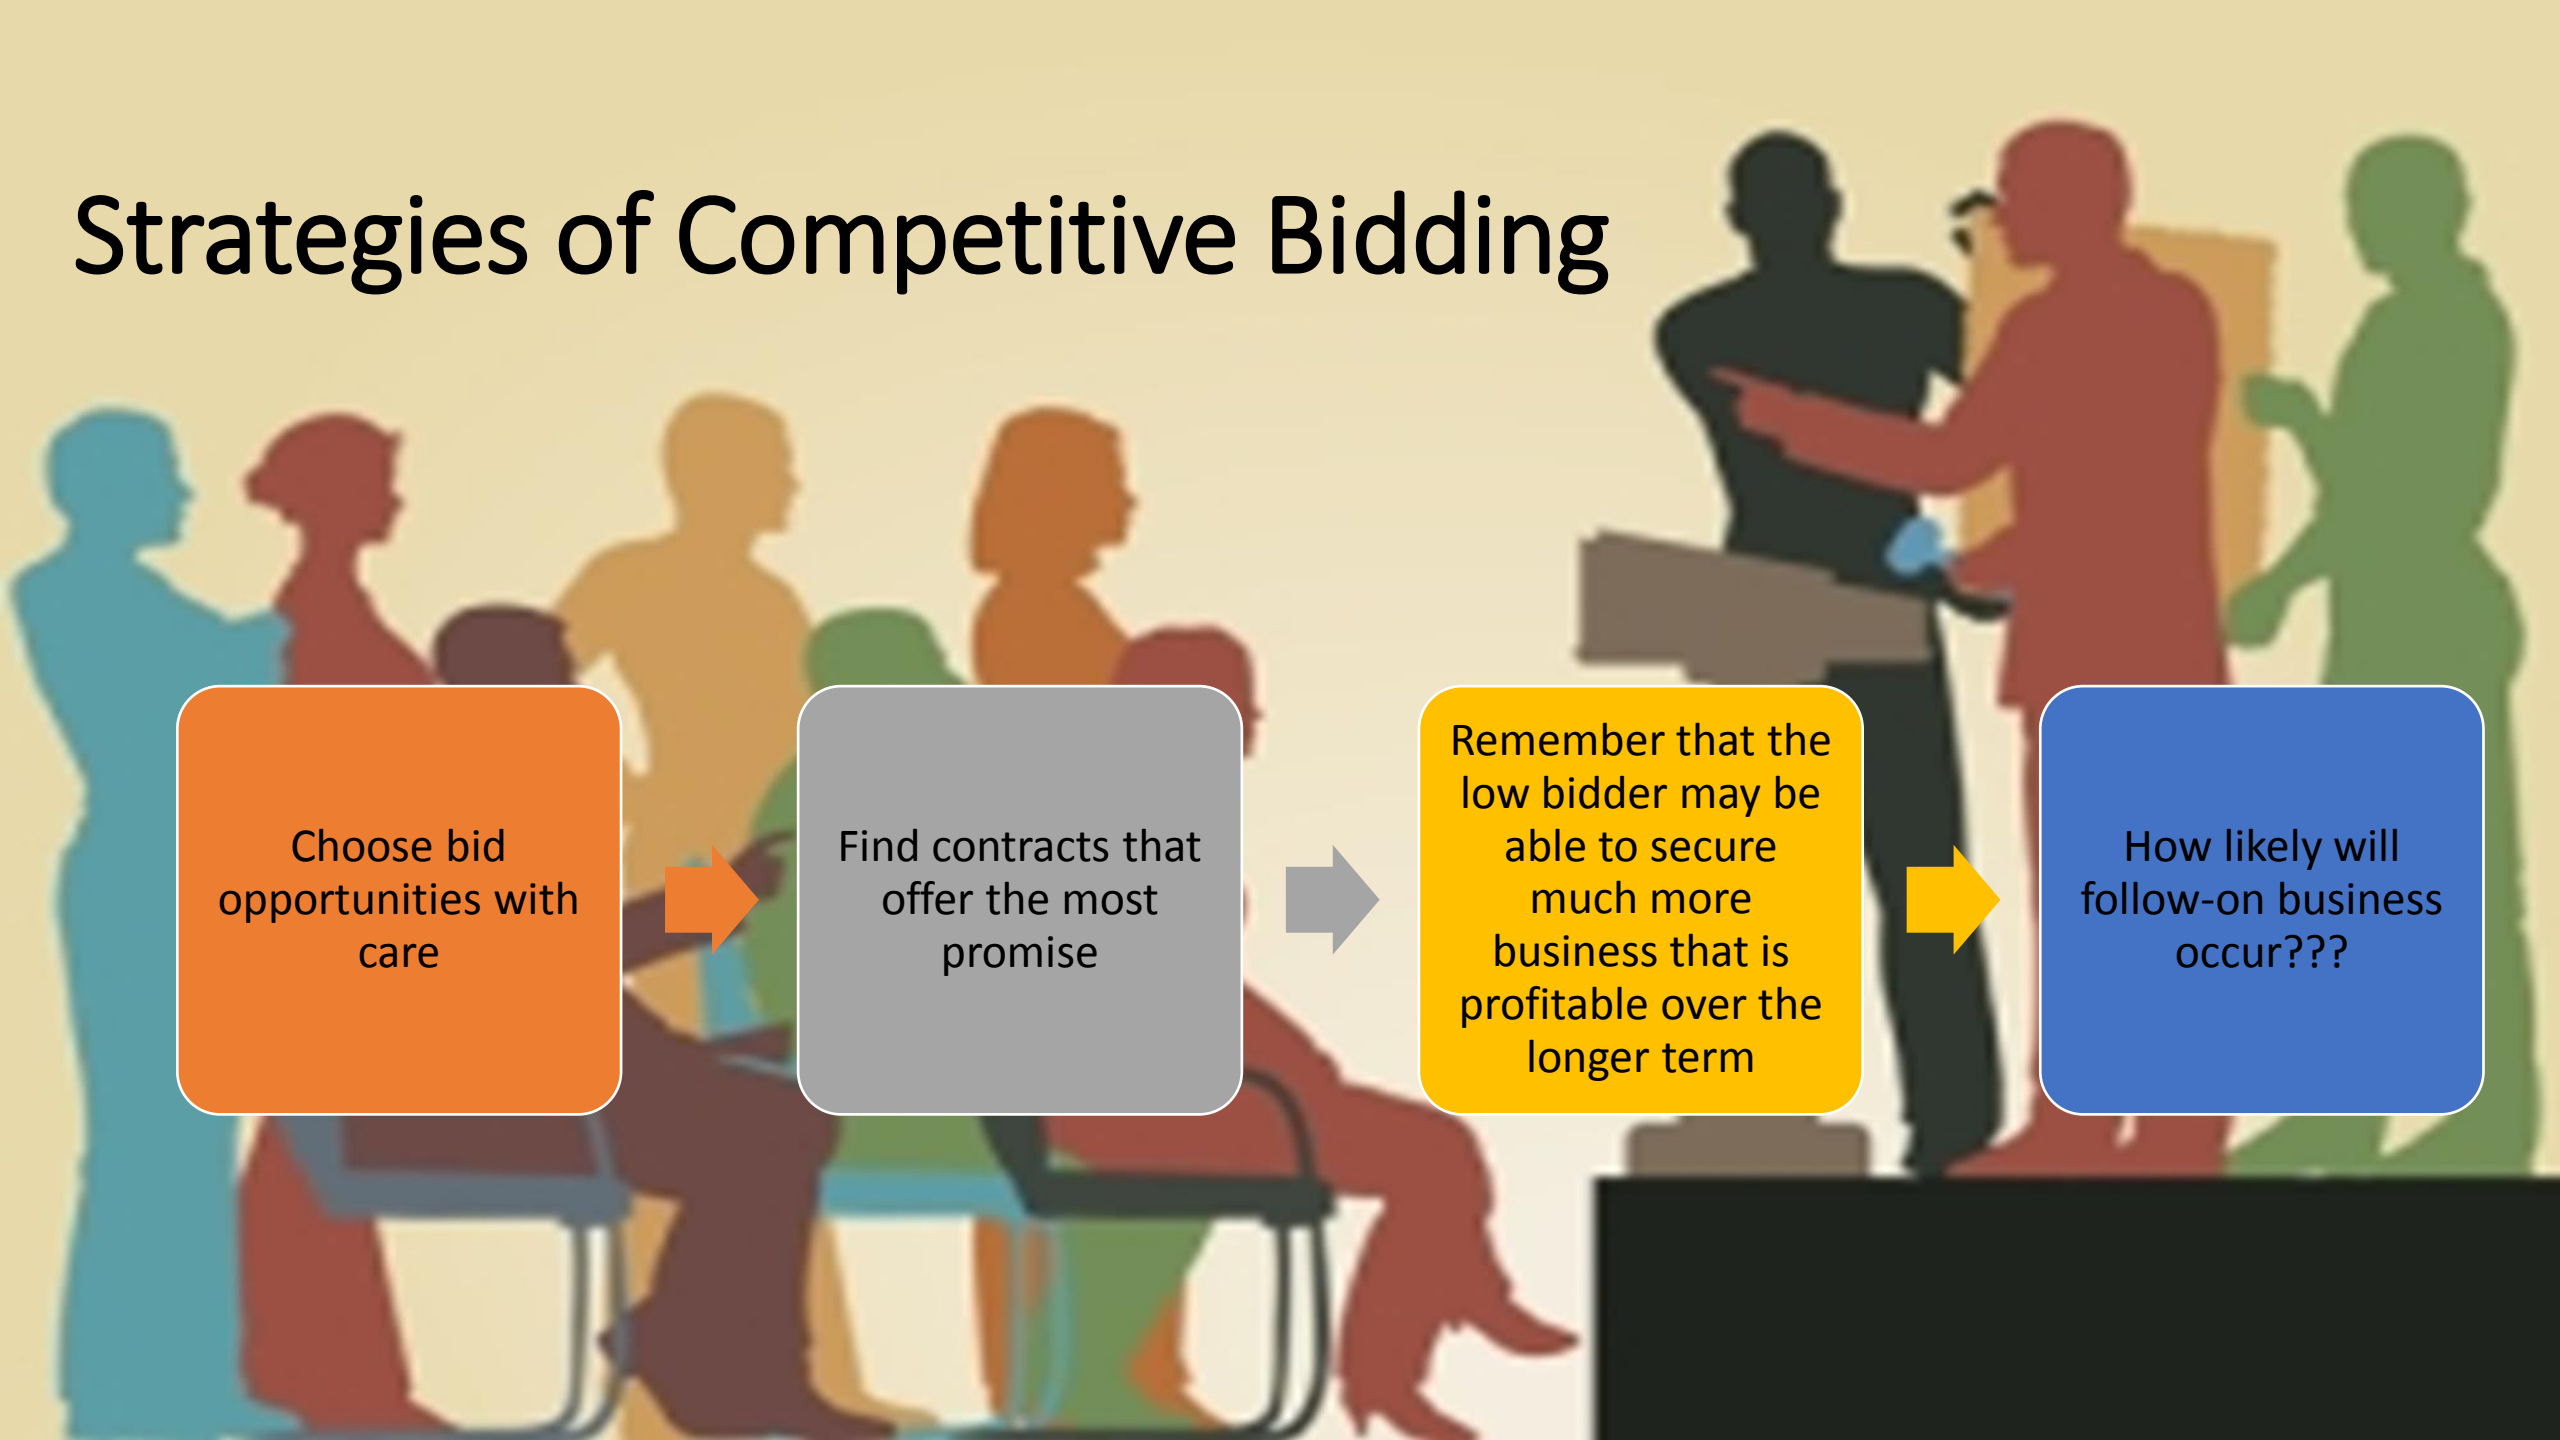 Strategies of Competitive Bidding
Choose bid
opportunities with
care
Find contracts that
offer the most
promise
Remember that the
low bidder may be
able to secure
much more
business that is
profitable over the
longer term
How likely will
follow-on business
occur???